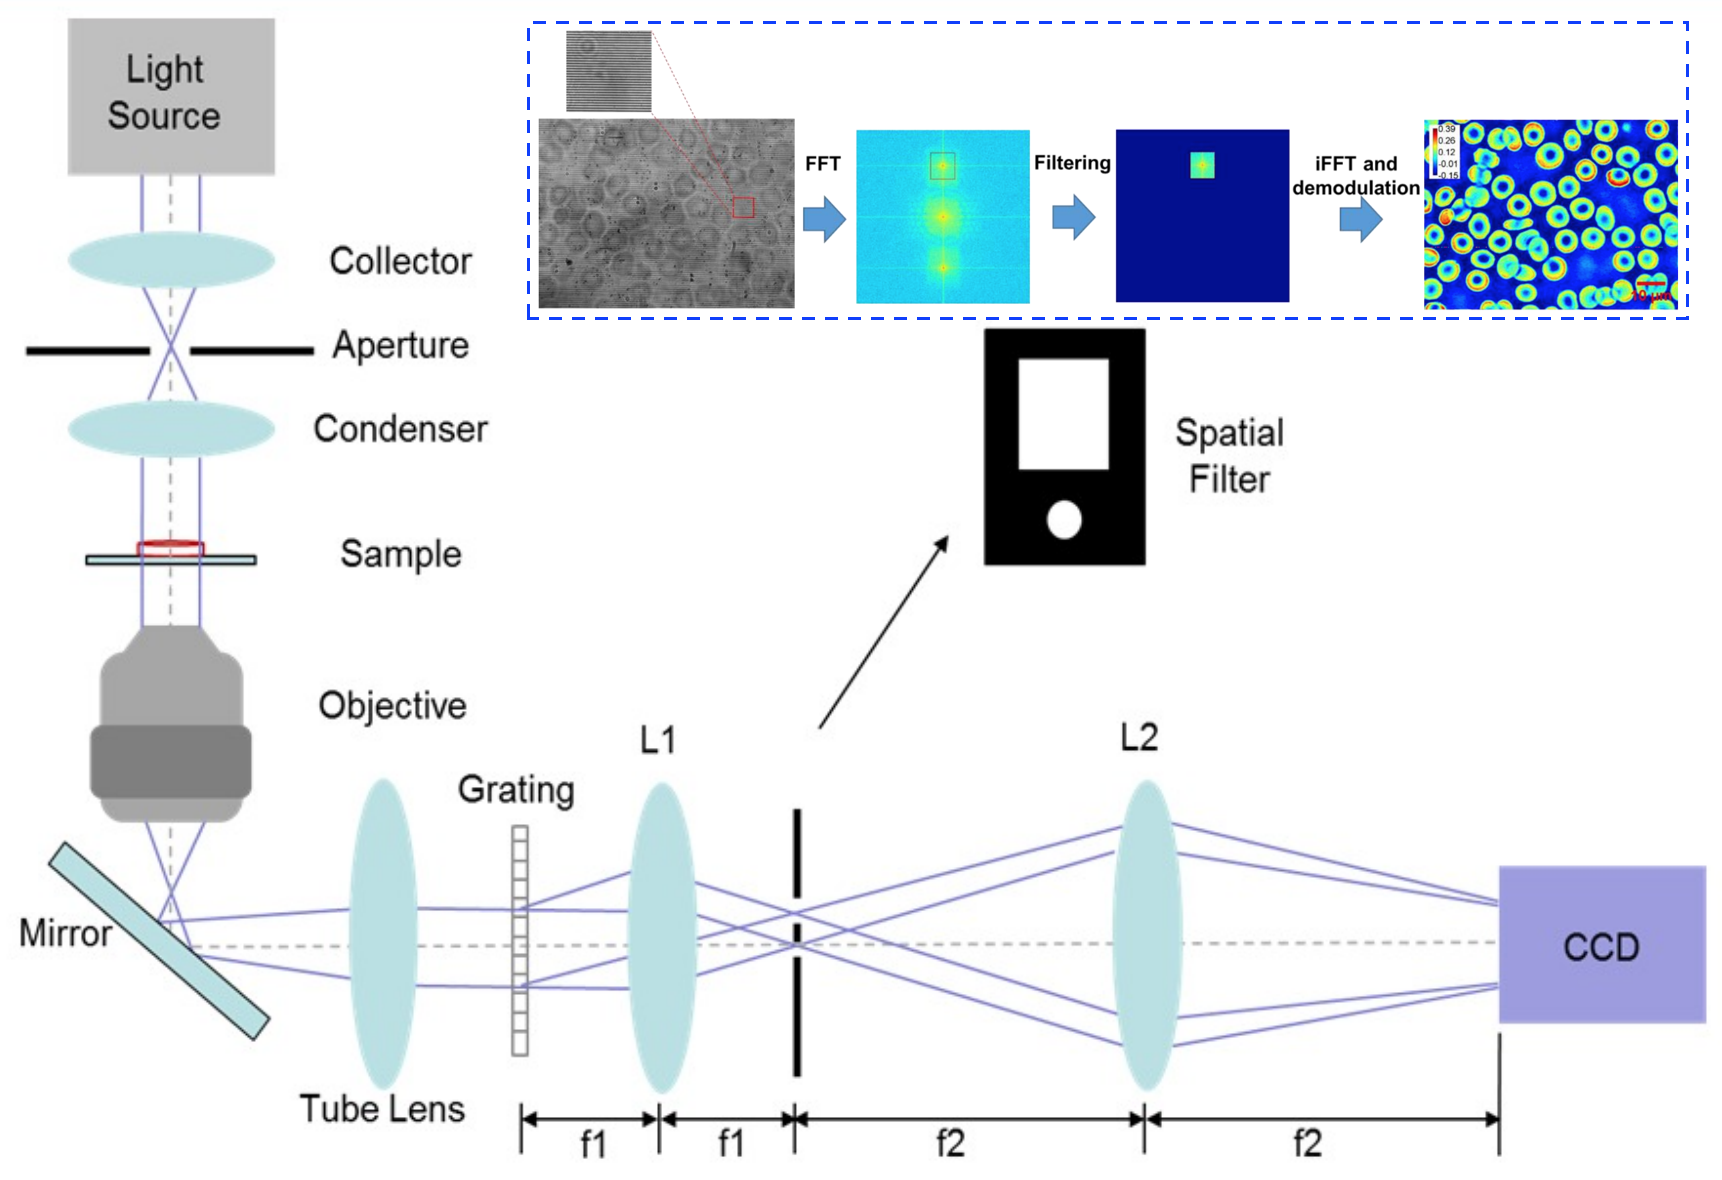 Light
Source
Collector
Aperture
Condenser
Sample
Objective
Mirror
Tube Lens
Grating
L1
L2
CCD
Spatial
Filter
f1
f1
f2
f2
FFT
Filtering
iFFT and
demodulation
0.39
0.26
0.12
-0.01
-0.15
10 μm